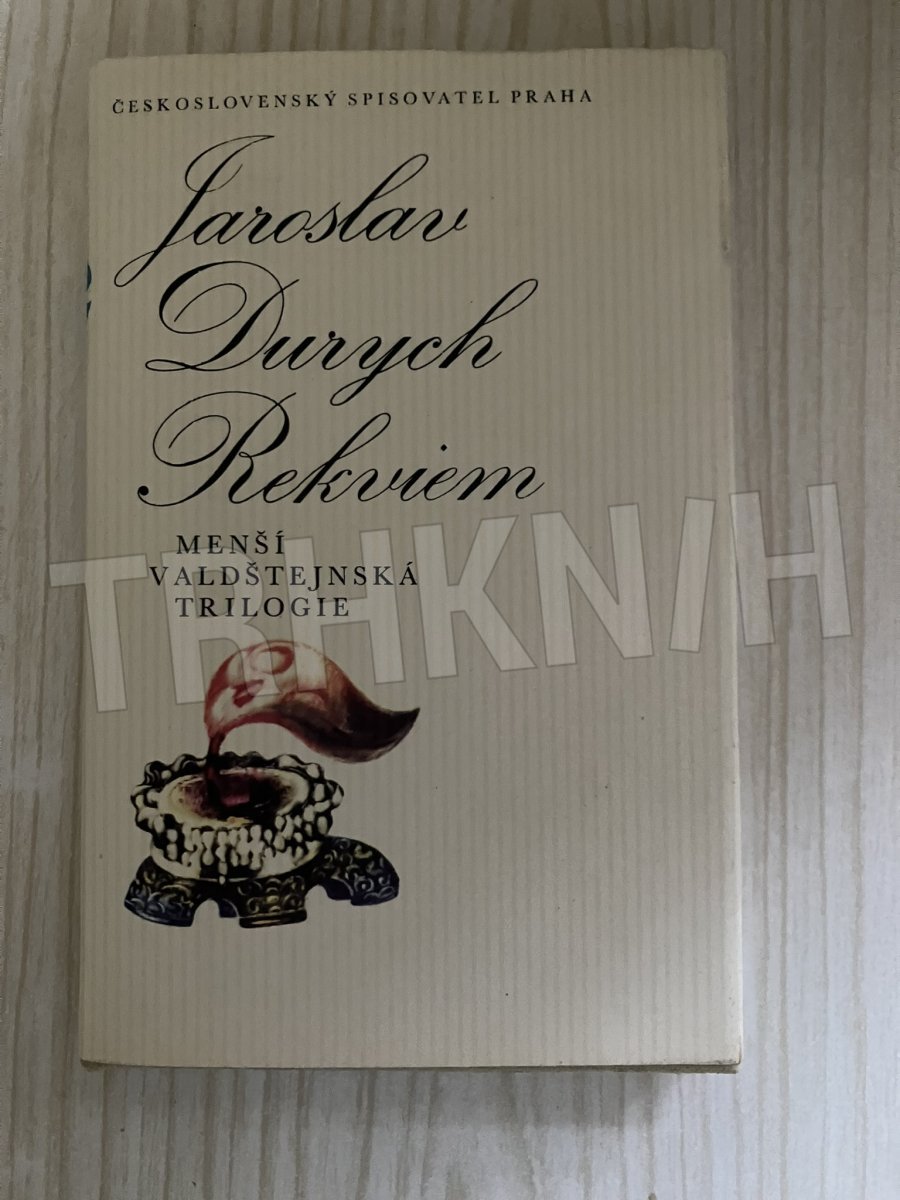 ČESKOSLOVENSKÝ SPISOVATEL PRAHA
Jaroslav
Durych
Rekviem
MENŠÍ
VALDŠTEJNSKÁ
TRILOGIE
TRHKNIH